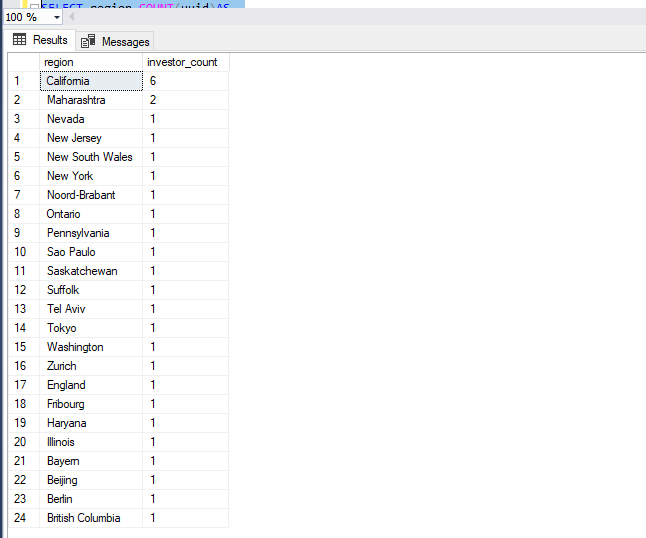 SELECT region,COUNT(uuid)AS
100 %
Results Messages
region investor_count
1 California 6
2 Maharashtra 2
3 Nevada 1
4 New Jersey 1
5 New South Wales 1
6 New York 1
7 Noord-Brabant 1
8 Ontario 1
9 Pennsylvania 1
10 Sao Paulo 1
11 Saskatchewan 1
12 Suffolk 1
13 Tel Aviv 1
14 Tokyo 1
15 Washington 1
16 Zurich 1
17 England 1
18 Fribourg 1
19 Haryana 1
20 Illinois 1
21 Bayern 1
22 Beijing 1
23 Berlin 1
24 British Columbia 1